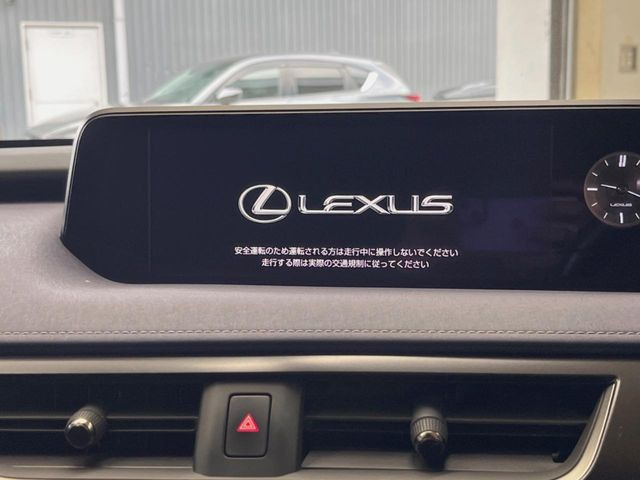 LEXUS
安全運転のため運転される方は走行中に操作しないでください
走行する際は実際の交通規制に従ってください
LEXUS